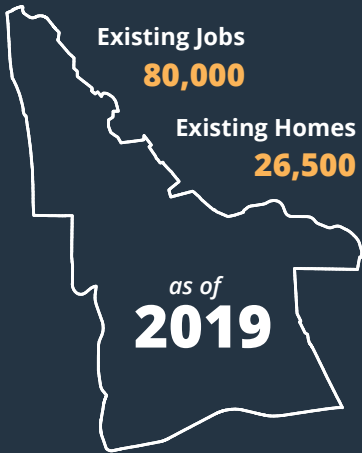 Existing Jobs
80,000
Existing Homes
26,500
as of
2019